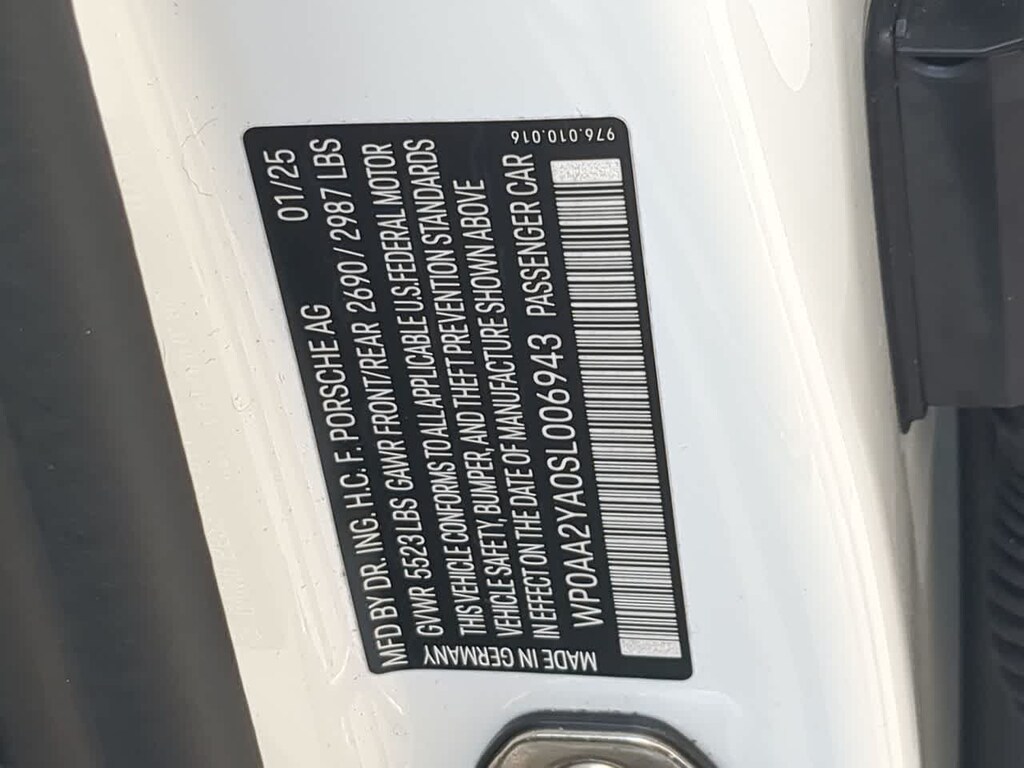 MFD BY DR. ING. H.C. F. PORSCHE AG 01/25
GVWR 5523 LBS GAWR FRONT/REAR 2690 / 2987 LBS
THIS VEHICLE CONFORMS TO ALL APPLICABLE U.S. FEDERAL MOTOR
VEHICLE SAFETY, BUMPER, AND THEFT PREVENTION STANDARDS
IN EFFECT ON THE DATE OF MANUFACTURE SHOWN ABOVE
WP0AA2YA0SL006943 PASSENGER CAR
MADE IN GERMANY
976.010.016